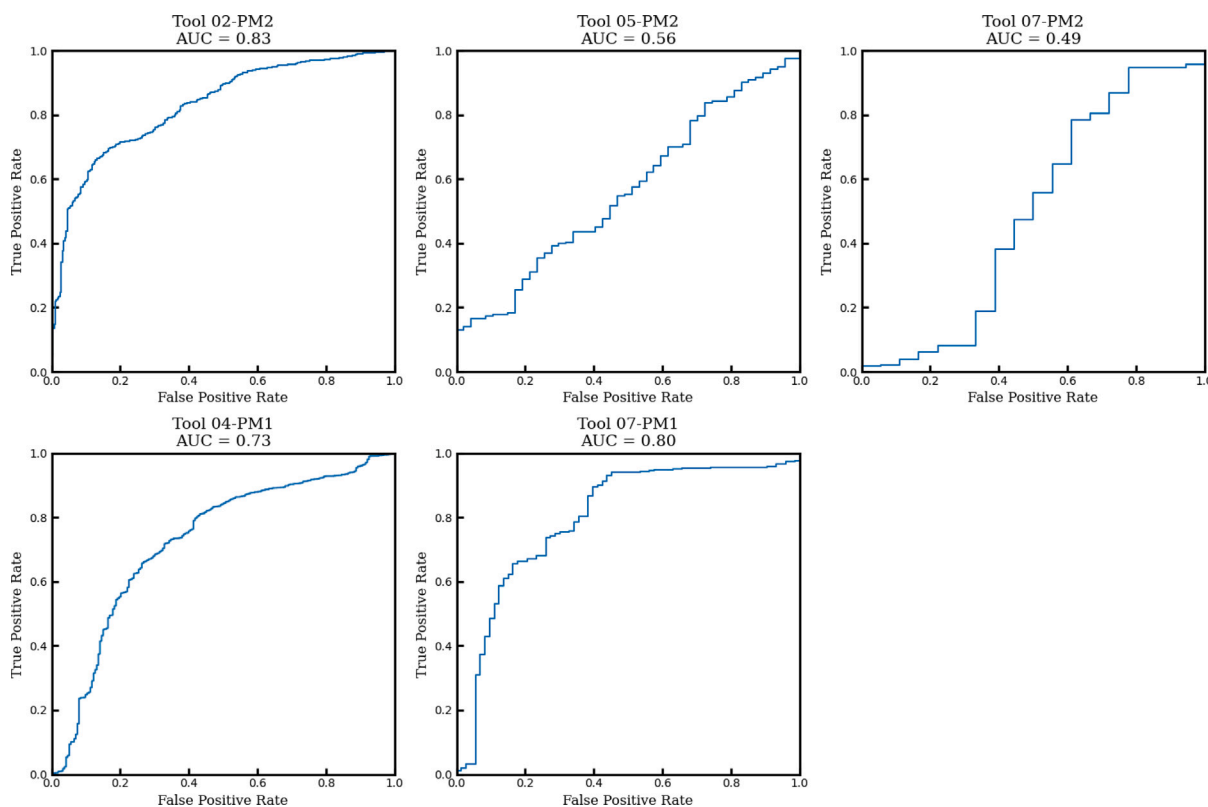 Tool 02-PM2
AUC = 0.83
1.0
0.8
0.6
0.4
0.2
0.0
True Positive Rate
0.0 0.2 0.4 0.6 0.8 1.0
False Positive Rate
Tool 05-PM2
AUC = 0.56
1.0
0.8
0.6
0.4
0.2
0.0
True Positive Rate
0.0 0.2 0.4 0.6 0.8 1.0
False Positive Rate
Tool 07-PM2
AUC = 0.49
1.0
0.8
0.6
0.4
0.2
0.0
True Positive Rate
0.0 0.2 0.4 0.6 0.8 1.0
False Positive Rate
Tool 04-PM1
AUC = 0.73
1.0
0.8
0.6
0.4
0.2
0.0
True Positive Rate
0.0 0.2 0.4 0.6 0.8 1.0
False Positive Rate
Tool 07-PM1
AUC = 0.80
1.0
0.8
0.6
0.4
0.2
0.0
True Positive Rate
0.0 0.2 0.4 0.6 0.8 1.0
False Positive Rate